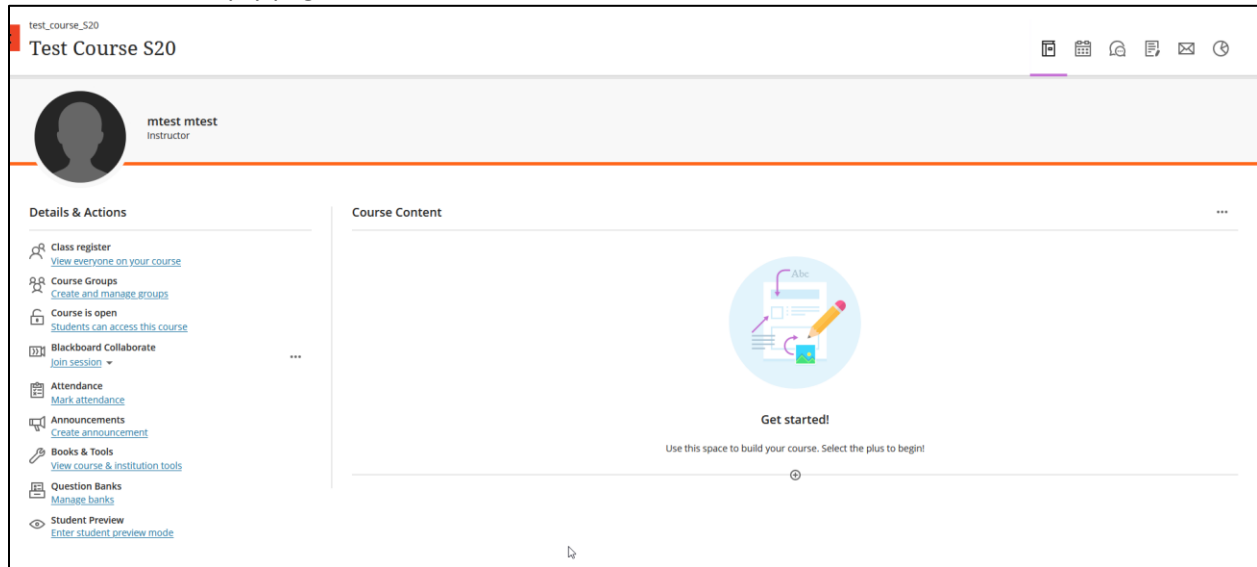 test_course_S20
Test Course S20
mtest mtest
Instructor
Details & Actions
Class register
View everyone on your course
Course Groups
Create and manage groups
Course is open
Students can access this course
Blackboard Collaborate
Join session
Attendance
Mark attendance
Announcements
Create announcement
Books & Tools
View course & institution tools
Question Banks
Manage banks
Student Preview
Enter student preview mode
Course Content
Abc
Get started!
Use this space to build your course. Select the plus to begin!